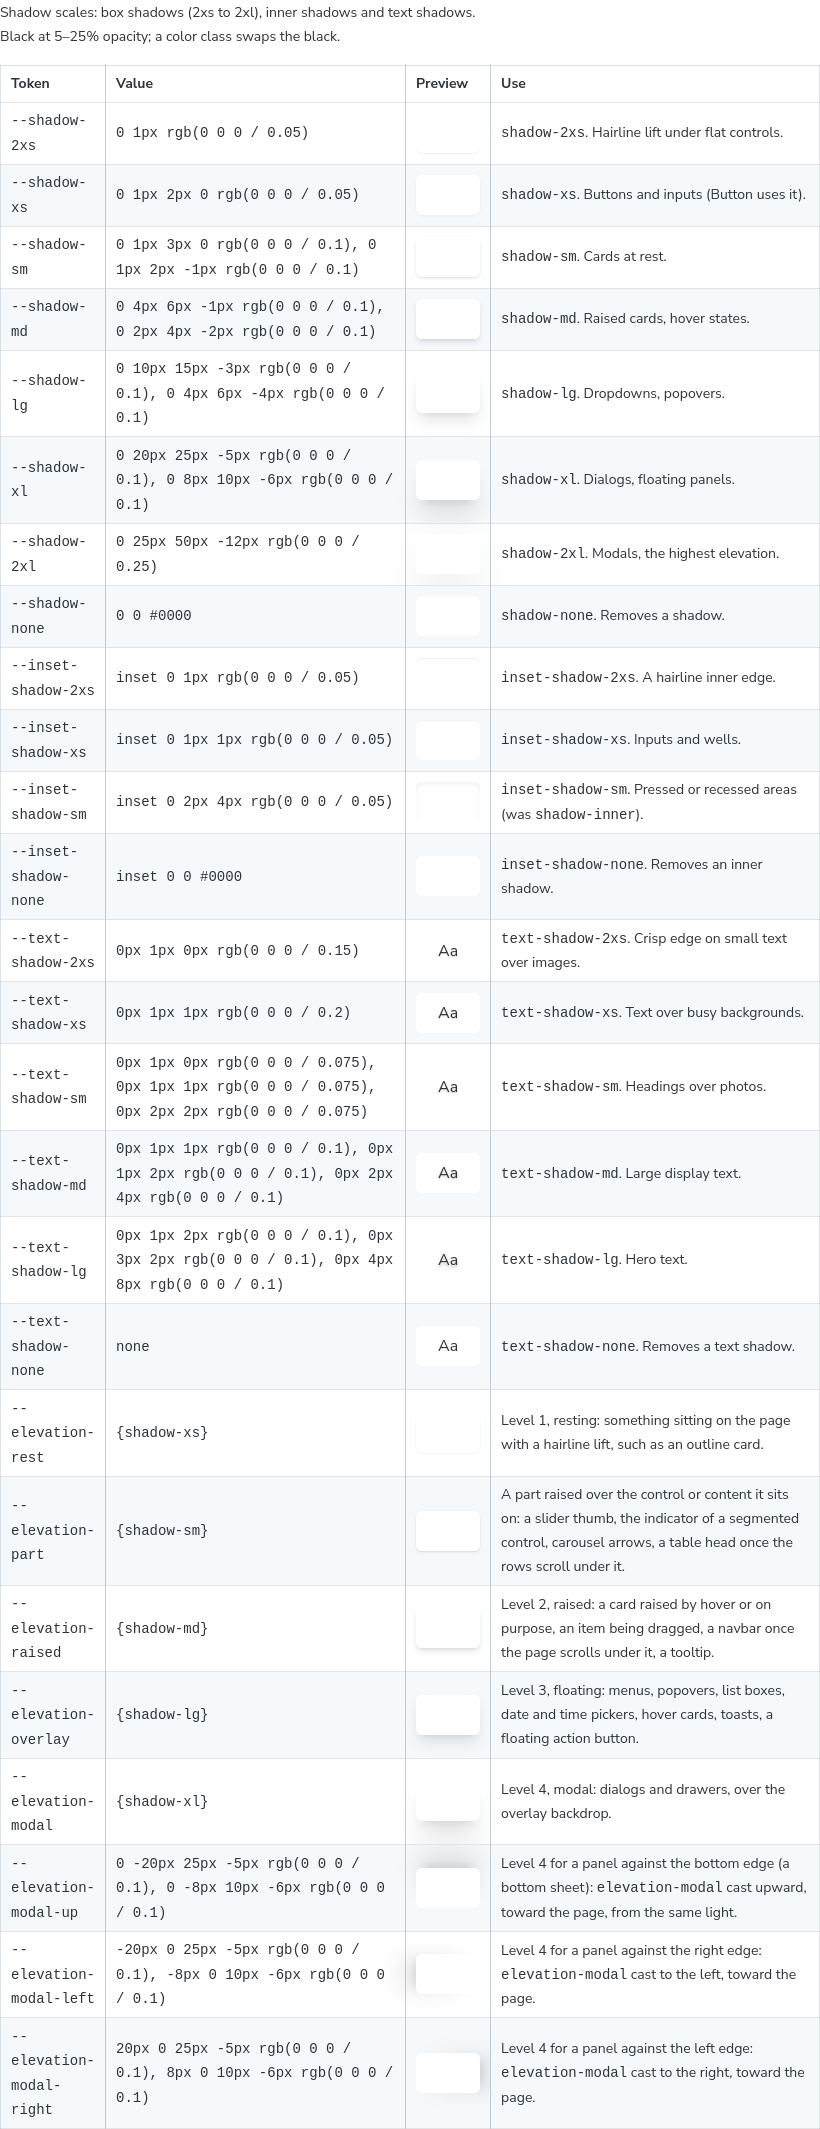 Shadow scales: box shadows (2xs to 2xl), inner shadows and text shadows.
Black at 5–25% opacity; a color class swaps the black.
Token Value Preview Use
--shadow-2xs 0 1px rgb(0 0 0 / 0.05) shadow-2xs. Hairline lift under flat controls.
--shadow-xs 0 1px 2px 0 rgb(0 0 0 / 0.05) shadow-xs. Buttons and inputs (Button uses it).
--shadow-sm 0 1px 3px 0 rgb(0 0 0 / 0.1), 0 1px 2px -1px rgb(0 0 0 / 0.1) shadow-sm. Cards at rest.
--shadow-md 0 4px 6px -1px rgb(0 0 0 / 0.1), 0 2px 4px -2px rgb(0 0 0 / 0.1) shadow-md. Raised cards, hover states.
--shadow-lg 0 10px 15px -3px rgb(0 0 0 / 0.1), 0 4px 6px -4px rgb(0 0 0 / 0.1) shadow-lg. Dropdowns, popovers.
--shadow-xl 0 20px 25px -5px rgb(0 0 0 / 0.1), 0 8px 10px -6px rgb(0 0 0 / 0.1) shadow-xl. Dialogs, floating panels.
--shadow-2xl 0 25px 50px -12px rgb(0 0 0 / 0.25) shadow-2xl. Modals, the highest elevation.
--shadow-none 0 0 #0000 shadow-none. Removes a shadow.
--inset-shadow-2xs inset 0 1px rgb(0 0 0 / 0.05) inset-shadow-2xs. A hairline inner edge.
--inset-shadow-xs inset 0 1px 1px rgb(0 0 0 / 0.05) inset-shadow-xs. Inputs and wells.
--inset-shadow-sm inset 0 2px 4px rgb(0 0 0 / 0.05) inset-shadow-sm. Pressed or recessed areas (was shadow-inner).
--inset-shadow-none inset 0 0 #0000 inset-shadow-none. Removes an inner shadow.
--text-shadow-2xs 0px 1px 0px rgb(0 0 0 / 0.15) Aa text-shadow-2xs. Crisp edge on small text over images.
--text-shadow-xs 0px 1px 1px rgb(0 0 0 / 0.2) Aa text-shadow-xs. Text over busy backgrounds.
--text-shadow-sm 0px 1px 0px rgb(0 0 0 / 0.075), 0px 1px 1px rgb(0 0 0 / 0.075), 0px 2px 2px rgb(0 0 0 / 0.075) Aa text-shadow-sm. Headings over photos.
--text-shadow-md 0px 1px 1px rgb(0 0 0 / 0.1), 0px 1px 2px rgb(0 0 0 / 0.1), 0px 2px 4px rgb(0 0 0 / 0.1) Aa text-shadow-md. Large display text.
--text-shadow-lg 0px 1px 2px rgb(0 0 0 / 0.1), 0px 3px 2px rgb(0 0 0 / 0.1), 0px 4px 8px rgb(0 0 0 / 0.1) Aa text-shadow-lg. Hero text.
--text-shadow-none none Aa text-shadow-none. Removes a text shadow.
--elevation-rest {shadow-xs} Level 1, resting: something sitting on the page with a hairline lift, such as an outline card.
--elevation-part {shadow-sm} A part raised over the control or content it sits on: a slider thumb, the indicator of a segmented control, carousel arrows, a table head once the rows scroll under it.
--elevation-raised {shadow-md} Level 2, raised: a card raised by hover or on purpose, an item being dragged, a navbar once the page scrolls under it, a tooltip.
--elevation-overlay {shadow-lg} Level 3, floating: menus, popovers, list boxes, date and time pickers, hover cards, toasts, a floating action button.
--elevation-modal {shadow-xl} Level 4, modal: dialogs and drawers, over the overlay backdrop.
--elevation-modal-up 0 -20px 25px -5px rgb(0 0 0 / 0.1), 0 -8px 10px -6px rgb(0 0 0 / 0.1) Level 4 for a panel against the bottom edge (a bottom sheet): elevation-modal cast upward, toward the page, from the same light.
--elevation-modal-left -20px 0 25px -5px rgb(0 0 0 / 0.1), -8px 0 10px -6px rgb(0 0 0 / 0.1) Level 4 for a panel against the right edge: elevation-modal cast to the left, toward the page.
--elevation-modal-right 20px 0 25px -5px rgb(0 0 0 / 0.1), 8px 0 10px -6px rgb(0 0 0 / 0.1) Level 4 for a panel against the left edge: elevation-modal cast to the right, toward the page.